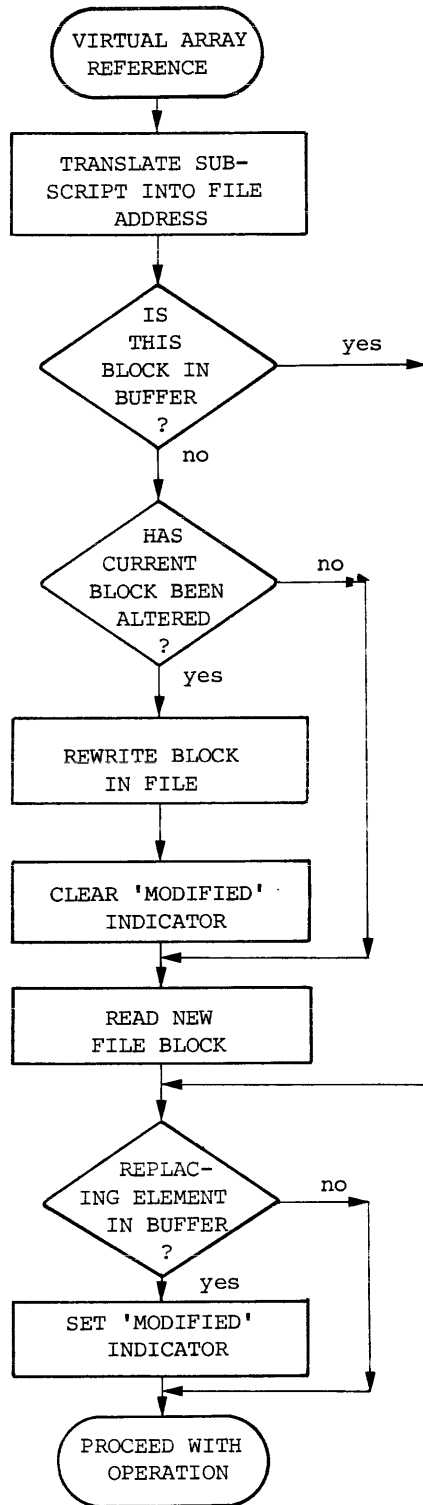 VIRTUAL ARRAY
REFERENCE
TRANSLATE SUB-
SCRIPT INTO FILE
ADDRESS
IS
THIS
BLOCK IN
BUFFER
?
yes
no
HAS
CURRENT
BLOCK BEEN
ALTERED
?
no
yes
REWRITE BLOCK
IN FILE
CLEAR 'MODIFIED'
INDICATOR
READ NEW
FILE BLOCK
REPLAC-
ING ELEMENT
IN BUFFER
?
no
yes
SET 'MODIFIED'
INDICATOR
PROCEED WITH
OPERATION